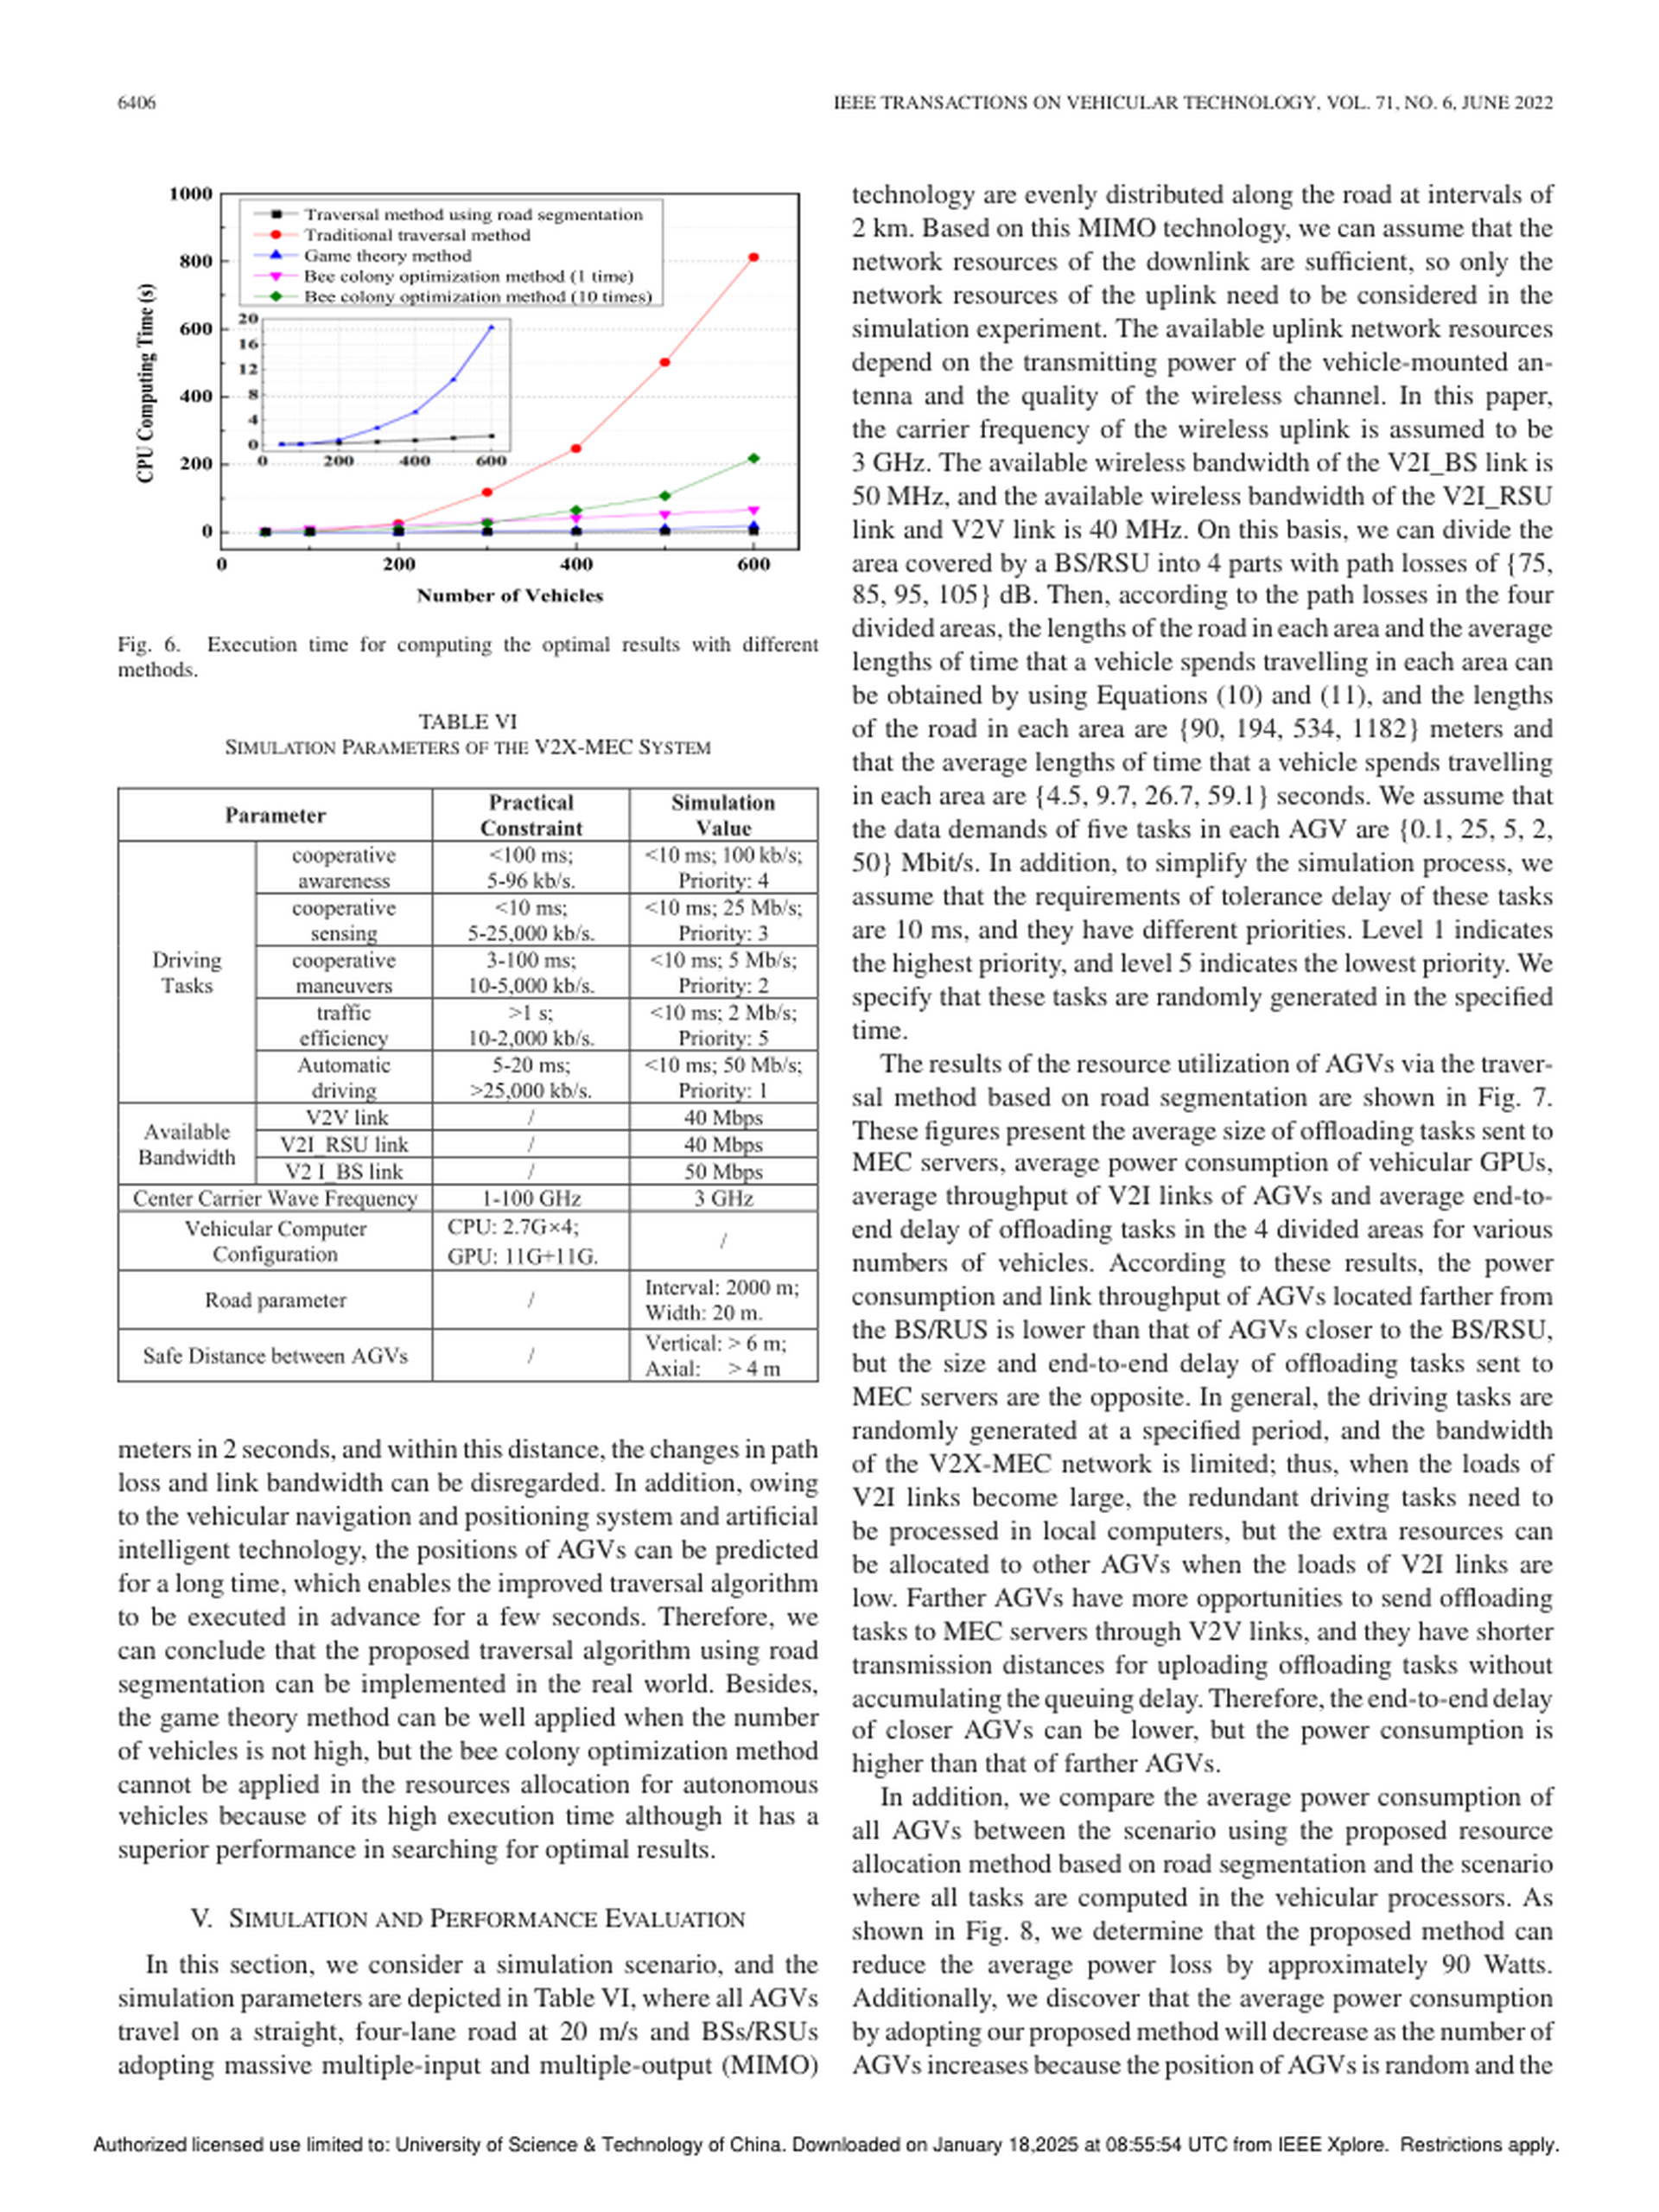 6406
IEEE TRANSACTIONS ON VEHICULAR TECHNOLOGY, VOL. 71, NO. 6, JUNE 2022
1000
800
600
400
200
0
CPU Computing Time (s)
Traversal method using road segmentation
Traditional traversal method
Game theory method
Bee colony optimization method (1 time)
Bee colony optimization method (10 times)
20
16
12
8
4
0
0 200 400 600
0 200 400 600
Number of Vehicles
Fig. 6. Execution time for computing the optimal results with different
methods.
TABLE VI
SIMULATION PARAMETERS OF THE V2X-MEC SYSTEM
Parameter
Practical
Constraint
Simulation
Value
Driving
Tasks
cooperative
awareness
<100 ms;
5-96 kb/s.
<10 ms; 100 kb/s;
Priority: 4
cooperative
sensing
<10 ms;
5-25,000 kb/s.
<10 ms; 25 Mb/s;
Priority: 3
cooperative
maneuvers
3-100 ms;
10-5,000 kb/s.
<10 ms; 5 Mb/s;
Priority: 2
traffic
efficiency
>1 s;
10-2,000 kb/s.
<10 ms; 2 Mb/s;
Priority: 5
Automatic
driving
5-20 ms;
>25,000 kb/s.
<10 ms; 50 Mb/s;
Priority: 1
Available
Bandwidth
V2V link / 40 Mbps
V2I_RSU link / 40 Mbps
V2 I_BS link / 50 Mbps
Center Carrier Wave Frequency 1-100 GHz 3 GHz
Vehicular Computer
Configuration
CPU: 2.7G×4;
GPU: 11G+11G.
/
Road parameter
/
Interval: 2000 m;
Width: 20 m.
Safe Distance between AGVs
/
Vertical: > 6 m;
Axial: > 4 m
meters in 2 seconds, and within this distance, the changes in path
loss and link bandwidth can be disregarded. In addition, owing
to the vehicular navigation and positioning system and artificial
intelligent technology, the positions of AGVs can be predicted
for a long time, which enables the improved traversal algorithm
to be executed in advance for a few seconds. Therefore, we
can conclude that the proposed traversal algorithm using road
segmentation can be implemented in the real world. Besides,
the game theory method can be well applied when the number
of vehicles is not high, but the bee colony optimization method
cannot be applied in the resources allocation for autonomous
vehicles because of its high execution time although it has a
superior performance in searching for optimal results.
V. SIMULATION AND PERFORMANCE EVALUATION
In this section, we consider a simulation scenario, and the
simulation parameters are depicted in Table VI, where all AGVs
travel on a straight, four-lane road at 20 m/s and BSs/RSUs
adopting massive multiple-input and multiple-output (MIMO)
technology are evenly distributed along the road at intervals of
2 km. Based on this MIMO technology, we can assume that the
network resources of the downlink are sufficient, so only the
network resources of the uplink need to be considered in the
simulation experiment. The available uplink network resources
depend on the transmitting power of the vehicle-mounted an-
tenna and the quality of the wireless channel. In this paper,
the carrier frequency of the wireless uplink is assumed to be
3 GHz. The available wireless bandwidth of the V2I_BS link is
50 MHz, and the available wireless bandwidth of the V2I_RSU
link and V2V link is 40 MHz. On this basis, we can divide the
area covered by a BS/RSU into 4 parts with path losses of {75,
85, 95, 105} dB. Then, according to the path losses in the four
divided areas, the lengths of the road in each area and the average
lengths of time that a vehicle spends travelling in each area can
be obtained by using Equations (10) and (11), and the lengths
of the road in each area are {90, 194, 534, 1182} meters and
that the average lengths of time that a vehicle spends travelling
in each area are {4.5, 9.7, 26.7, 59.1} seconds. We assume that
the data demands of five tasks in each AGV are {0.1, 25, 5, 2,
50} Mbit/s. In addition, to simplify the simulation process, we
assume that the requirements of tolerance delay of these tasks
are 10 ms, and they have different priorities. Level 1 indicates
the highest priority, and level 5 indicates the lowest priority. We
specify that these tasks are randomly generated in the specified
time.
The results of the resource utilization of AGVs via the traver-
sal method based on road segmentation are shown in Fig. 7.
These figures present the average size of offloading tasks sent to
MEC servers, average power consumption of vehicular GPUs,
average throughput of V2I links of AGVs and average end-to-
end delay of offloading tasks in the 4 divided areas for various
numbers of vehicles. According to these results, the power
consumption and link throughput of AGVs located farther from
the BS/RUS is lower than that of AGVs closer to the BS/RSU,
but the size and end-to-end delay of offloading tasks sent to
MEC servers are the opposite. In general, the driving tasks are
randomly generated at a specified period, and the bandwidth
of the V2X-MEC network is limited; thus, when the loads of
V2I links become large, the redundant driving tasks need to
be processed in local computers, but the extra resources can
be allocated to other AGVs when the loads of V2I links are
low. Farther AGVs have more opportunities to send offloading
tasks to MEC servers through V2V links, and they have shorter
transmission distances for uploading offloading tasks without
accumulating the queuing delay. Therefore, the end-to-end delay
of closer AGVs can be lower, but the power consumption is
higher than that of farther AGVs.
In addition, we compare the average power consumption of
all AGVs between the scenario using the proposed resource
allocation method based on road segmentation and the scenario
where all tasks are computed in the vehicular processors. As
shown in Fig. 8, we determine that the proposed method can
reduce the average power loss by approximately 90 Watts.
Additionally, we discover that the average power consumption
by adopting our proposed method will decrease as the number of
AGVs increases because the position of AGVs is random and the
Authorized licensed use limited to: University of Science & Technology of China. Downloaded on January 18,2025 at 08:55:54 UTC from IEEE Xplore. Restrictions apply.